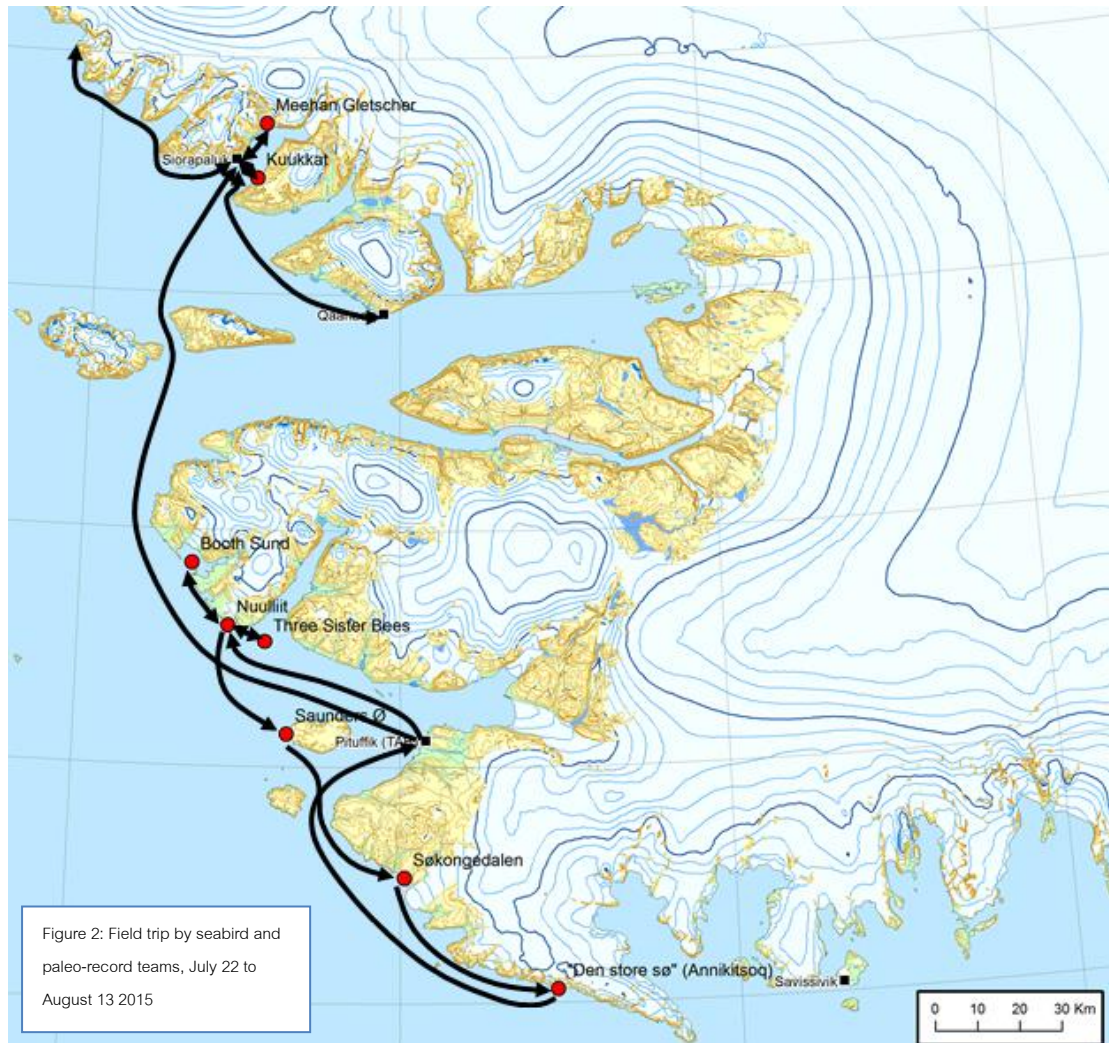 Meehan Gletscher
Siorapaluk
Kuukkat
Booth Sund
Nuulliit
Three Sister Bees
Saunders Ø
Pituffik
Søkongedalen
"Den store sø" (Annikitsoq)
Savissivik
Figure 2: Field trip by seabird and
paleo-record teams, July 22 to
August 13 2015
0 10 20 30 Km